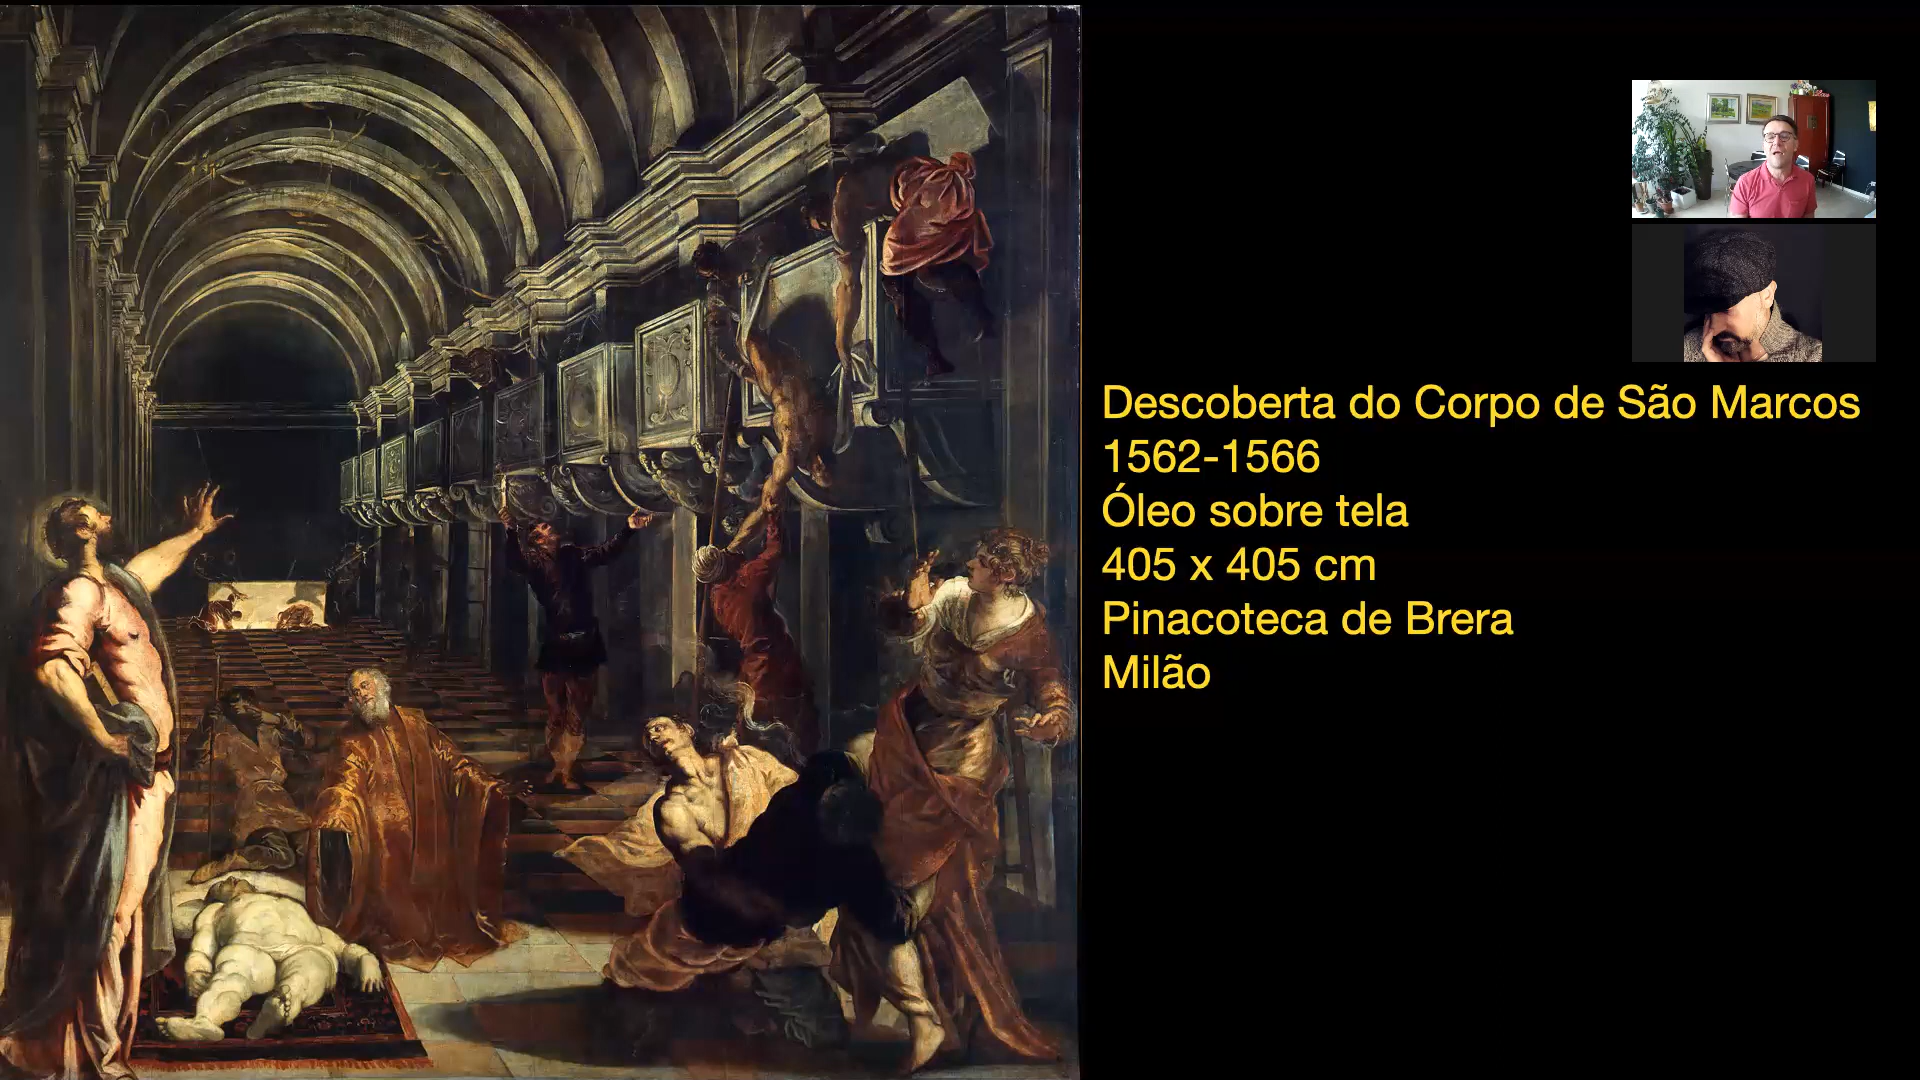 Descoberta do Corpo de São Marcos
1562-1566
Óleo sobre tela
405 x 405 cm
Pinacoteca de Brera
Milão